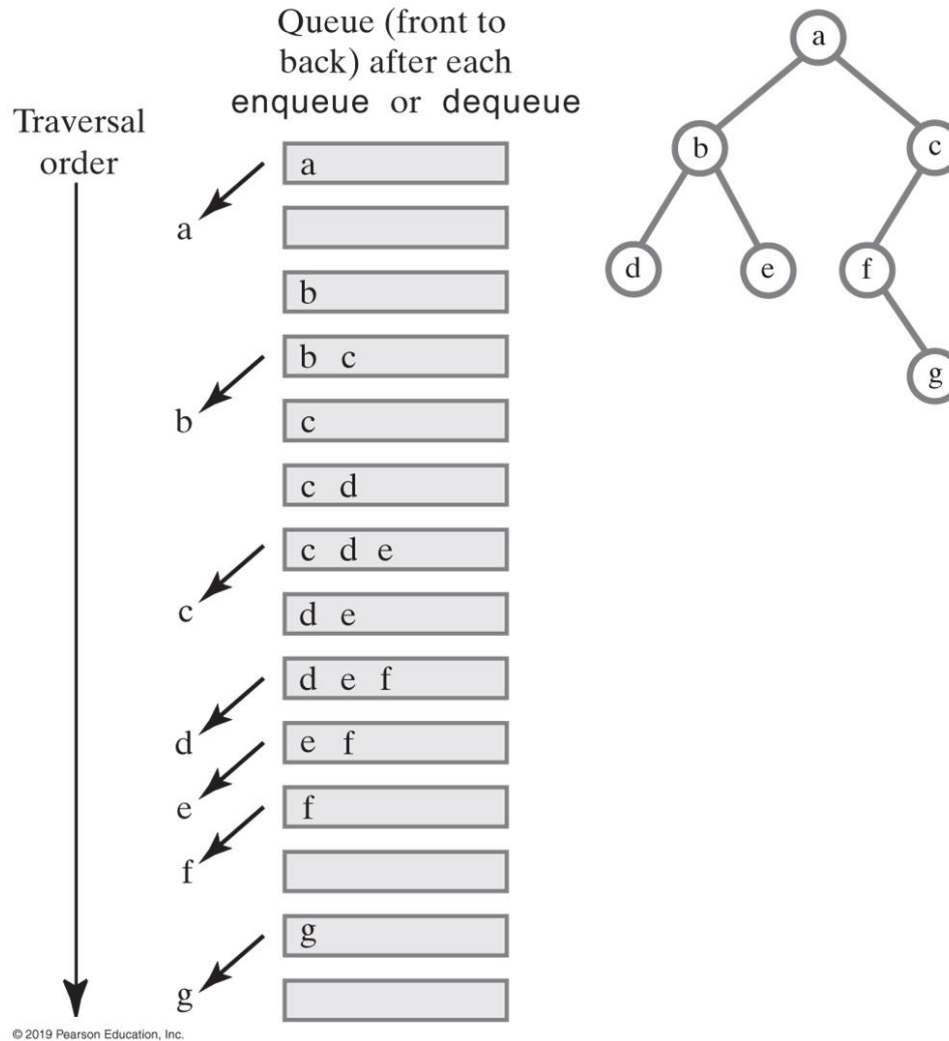 Queue (front to
back) after each
enqueue or dequeue
Traversal
order
a
a
b
b c
b
c
c d
c d e
c
d e
d e f
d
e f
e
f
f
g
g
a
b
c
d
e
f
g
© 2019 Pearson Education, Inc.